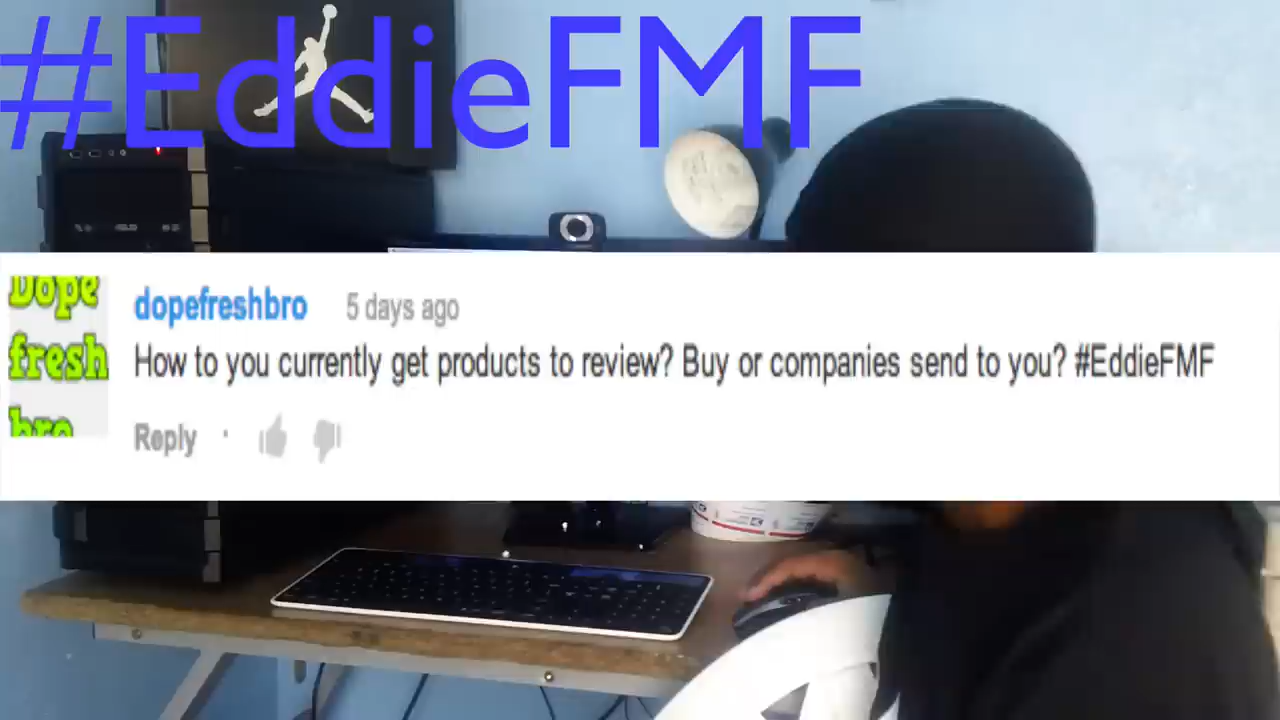 #EddieFMF
ASUS
Dope
fresh
bro
dopefreshbro 5 days ago
How to you currently get products to review? Buy or companies send to you? #EddieFMF
Reply ·